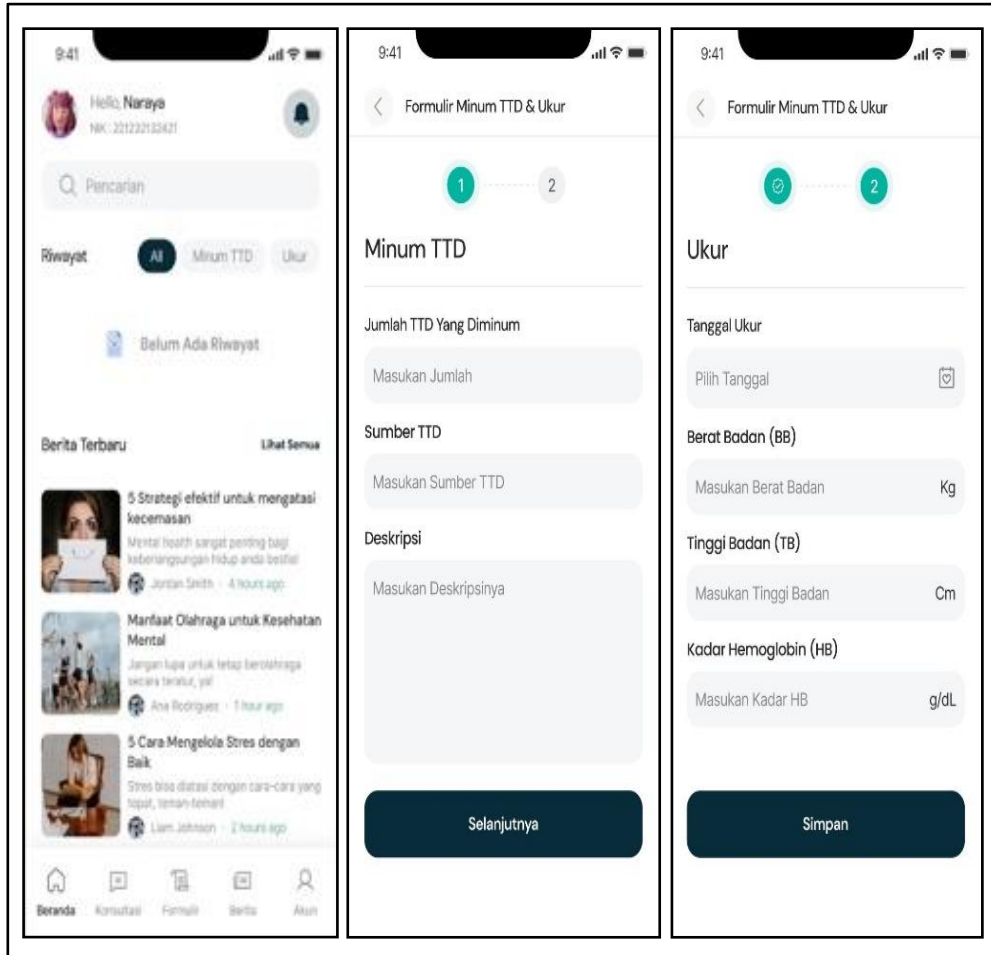 9:41
Hello, Naraya
Pencarian
Riwayat
All
Minum TTD
Ukur
Belum Ada Riwayat
Berita Terbaru
Lihat Semua
5 Strategi efektif untuk mengatasi
kecemasan
Mental health sangat penting bagi
keberlangsungan hidup anda bestie!
Jordan Smith · 4 hours ago
Manfaat Olahraga untuk Kesehatan
Mental
Jangan lupa untuk tetap berolahraga
secara teratur, ya!
Ana Rodriguez · 1 hour ago
5 Cara Mengelola Stres dengan
Baik
Stres bisa diatasi dengan cara-cara yang
tepat, teman-teman!
Liam Johnson · 2 hours ago
Beranda
Konsultasi
Formulir
Berita
Akun
9:41
Formulir Minum TTD & Ukur
1
2
Minum TTD
Jumlah TTD Yang Diminum
Masukan Jumlah
Sumber TTD
Masukan Sumber TTD
Deskripsi
Masukan Deskripsinya
Selanjutnya
9:41
Formulir Minum TTD & Ukur
2
Ukur
Tanggal Ukur
Pilih Tanggal
Berat Badan (BB)
Masukan Berat Badan Kg
Tinggi Badan (TB)
Masukan Tinggi Badan Cm
Kadar Hemoglobin (HB)
Masukan Kadar HB g/dL
Simpan